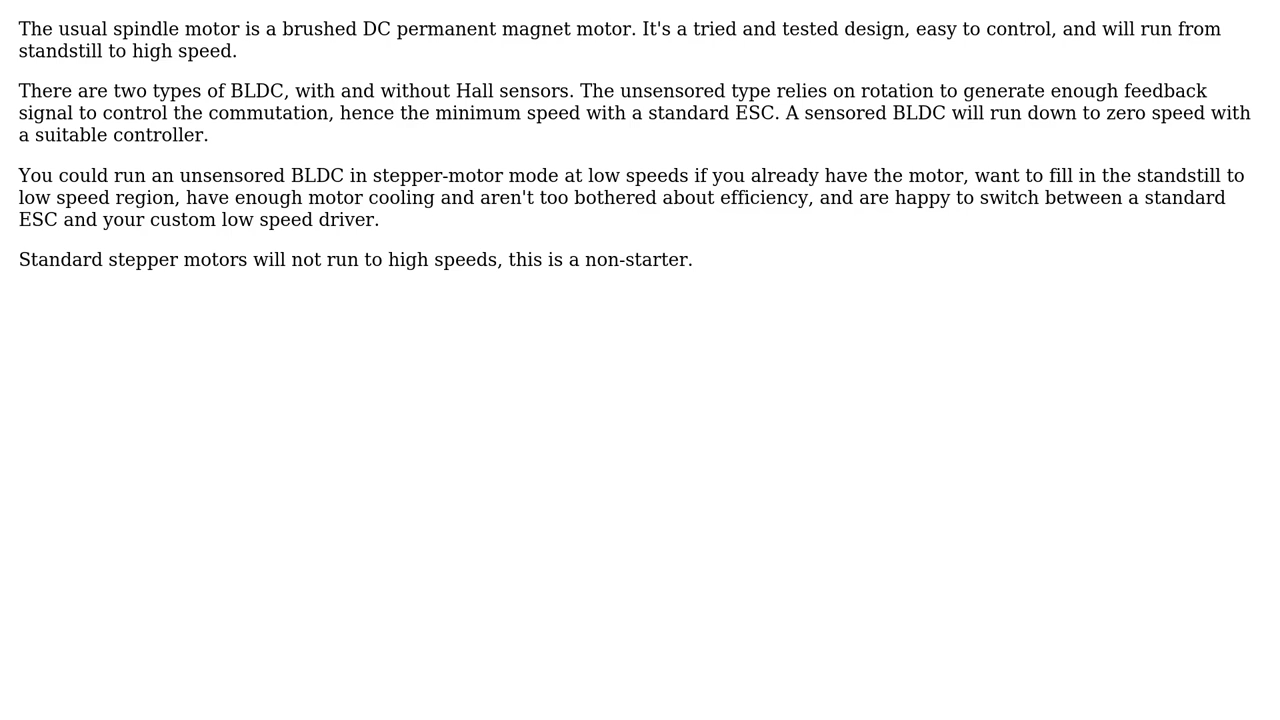 The usual spindle motor is a brushed DC permanent magnet motor. It's a tried and tested design, easy to control, and will run from
standstill to high speed.
There are two types of BLDC, with and without Hall sensors. The unsensored type relies on rotation to generate enough feedback
signal to control the commutation, hence the minimum speed with a standard ESC. A sensored BLDC will run down to zero speed with
a suitable controller.
You could run an unsensored BLDC in stepper-motor mode at low speeds if you already have the motor, want to fill in the standstill to
low speed region, have enough motor cooling and aren't too bothered about efficiency, and are happy to switch between a standard
ESC and your custom low speed driver.
Standard stepper motors will not run to high speeds, this is a non-starter.